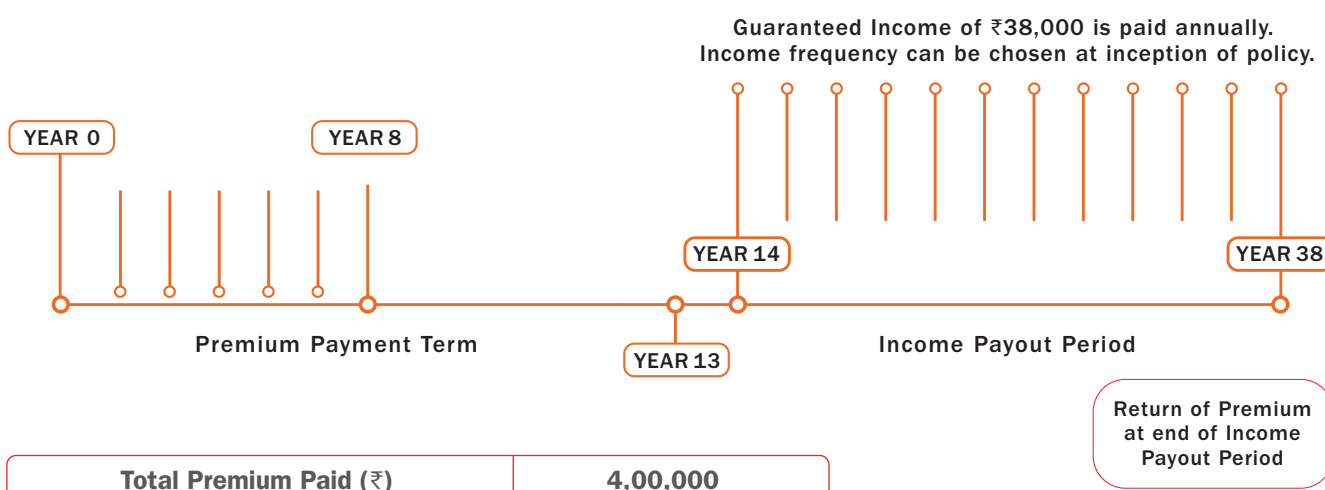 Guaranteed Income of ₹38,000 is paid annually.
Income frequency can be chosen at inception of policy.
YEAR 0
YEAR 8
YEAR 14
YEAR 38
Premium Payment Term
YEAR 13
Income Payout Period
Return of Premium
at end of Income
Payout Period
Total Premium Paid (₹) 4,00,000